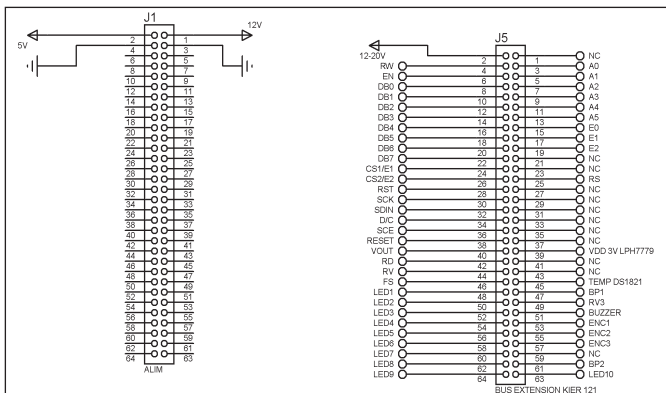 J1
12V
5V
2 1
4 3
6 5
8 7
10 9
12 11
14 13
16 15
18 17
20 19
22 21
24 23
26 25
28 27
30 29
32 31
34 33
36 35
38 37
40 39
42 41
44 43
46 45
48 47
50 49
52 51
54 53
56 55
58 57
60 59
62 61
64 63
ALIM
J5
12-20V NC
2 1
RW A0
4 3
EN A1
6 5
DB0 A2
8 7
DB1 A3
10 9
DB2 A4
12 11
DB3 A5
14 13
DB4 E0
16 15
DB5 E1
18 17
DB6 E2
20 19
DB7 NC
22 21
CS1/E1 NC
24 23
CS2/E2 RS
26 25
RST NC
28 27
SCK NC
30 29
SDIN NC
32 31
D/C NC
34 33
SCE NC
36 35
RESET NC
38 37
VOUT VDD 3V LPH7779
40 39
RD NC
42 41
RV NC
44 43
FS TEMP DS1821
46 45
LED1 BP1
48 47
LED2 RV3
50 49
LED3 BUZZER
52 51
LED4 ENC1
54 53
LED5 ENC2
56 55
LED6 ENC3
58 57
LED7 NC
60 59
LED8 BP2
62 61
LED9 LED10
64 63
BUS EXTENSION KIER 121